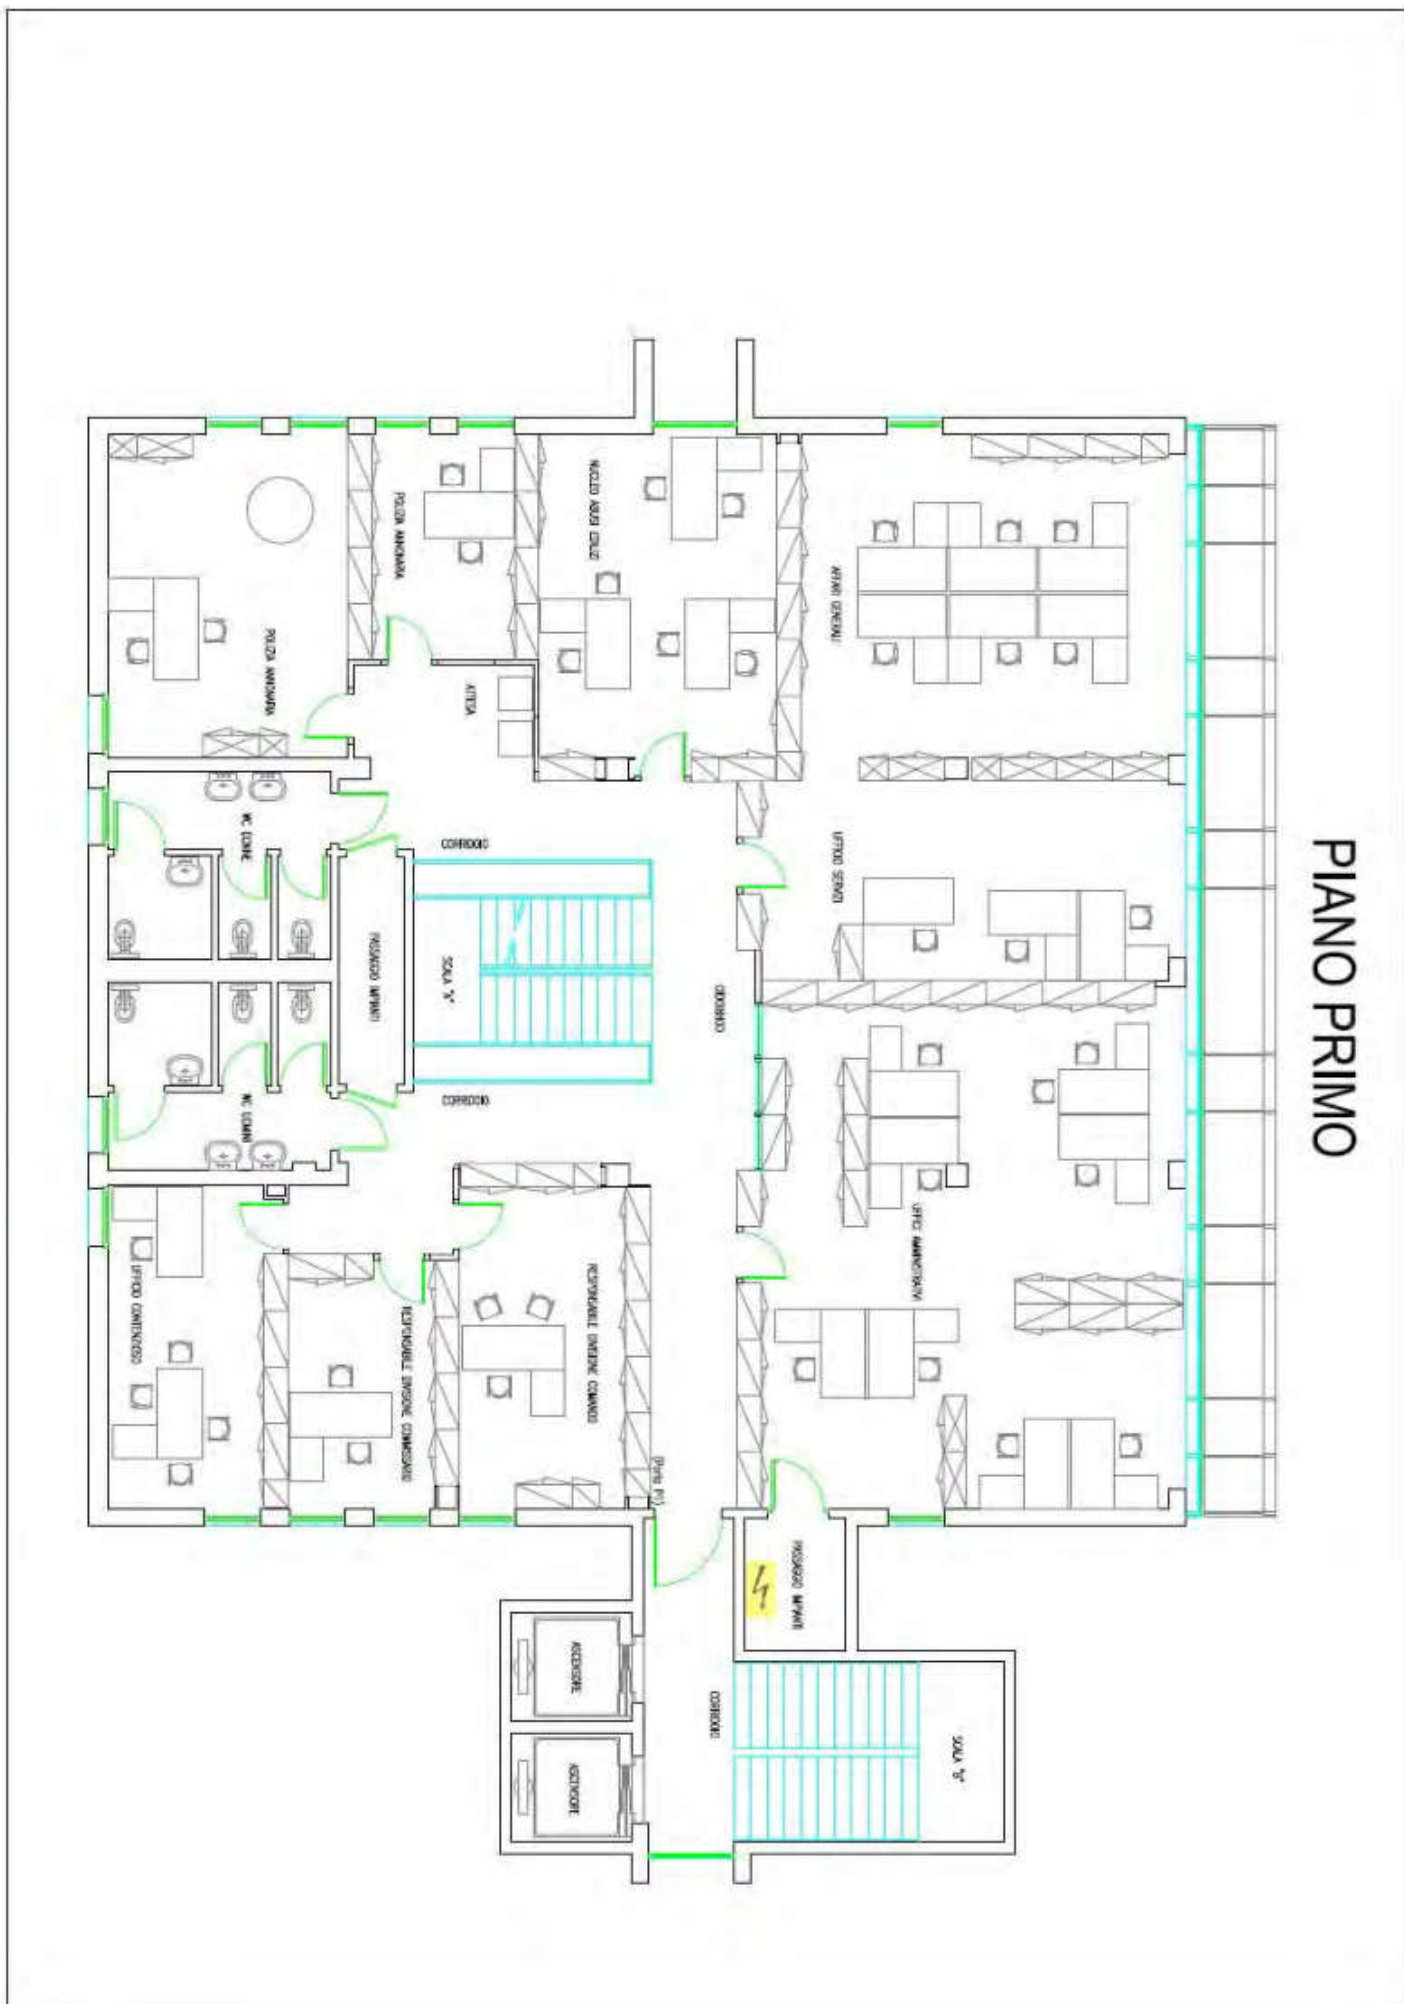 PIANO PRIMO
AFFARI GENERALI
UFFICIO SERVIZI
UFFICI AMMINISTRATIVI
PASSAGGIO IMPIANTI
SCALA "B"
NUCLEO ABUSI EDILIZI
CORRIDOIO
(Porta P1)
CORRIDOIO
POLIZIA ANNONARIA
ATTESA
CORRIDOIO
SCALA "A"
CORRIDOIO
RESPONSABILE DIVISIONE COMANDO
ASCENSORE
ASCENSORE
PASSAGGIO IMPIANTI
RESPONSABILE DIVISIONE COMMISSARIO
POLIZIA ANNONARIA
WC DONNE
WC UOMINI
UFFICIO CONTENZIOSO